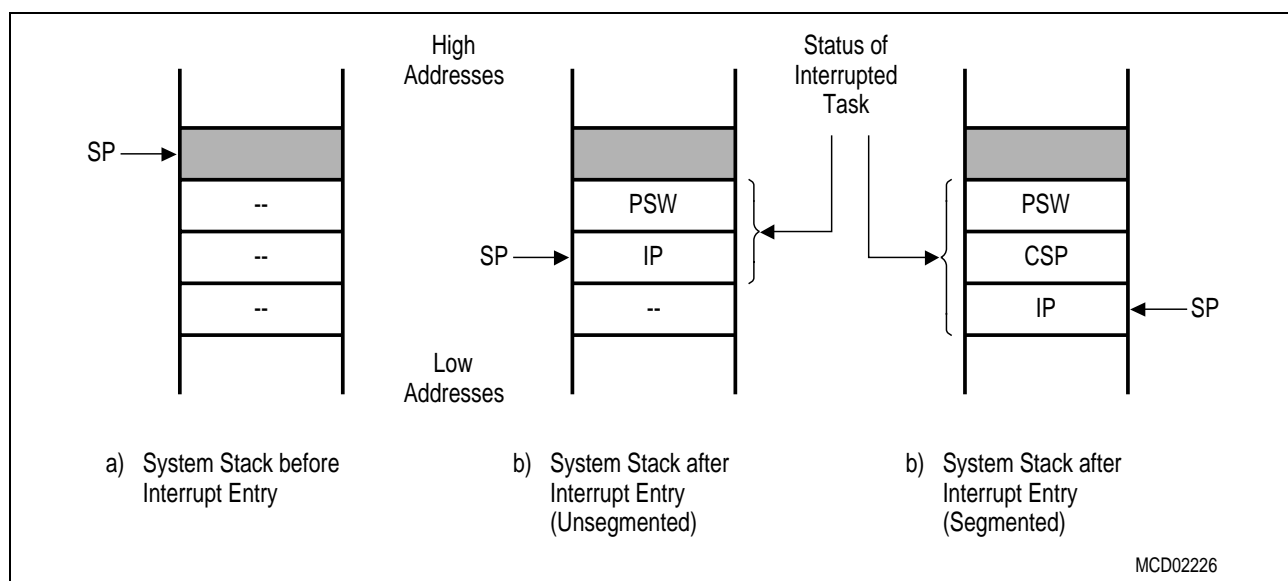 High
Addresses
Status of
Interrupted
Task
SP
--
--
--
PSW
SP
IP
--
PSW
CSP
IP
SP
Low
Addresses
a) System Stack before
Interrupt Entry
b) System Stack after
Interrupt Entry
(Unsegmented)
b) System Stack after
Interrupt Entry
(Segmented)
MCD02226